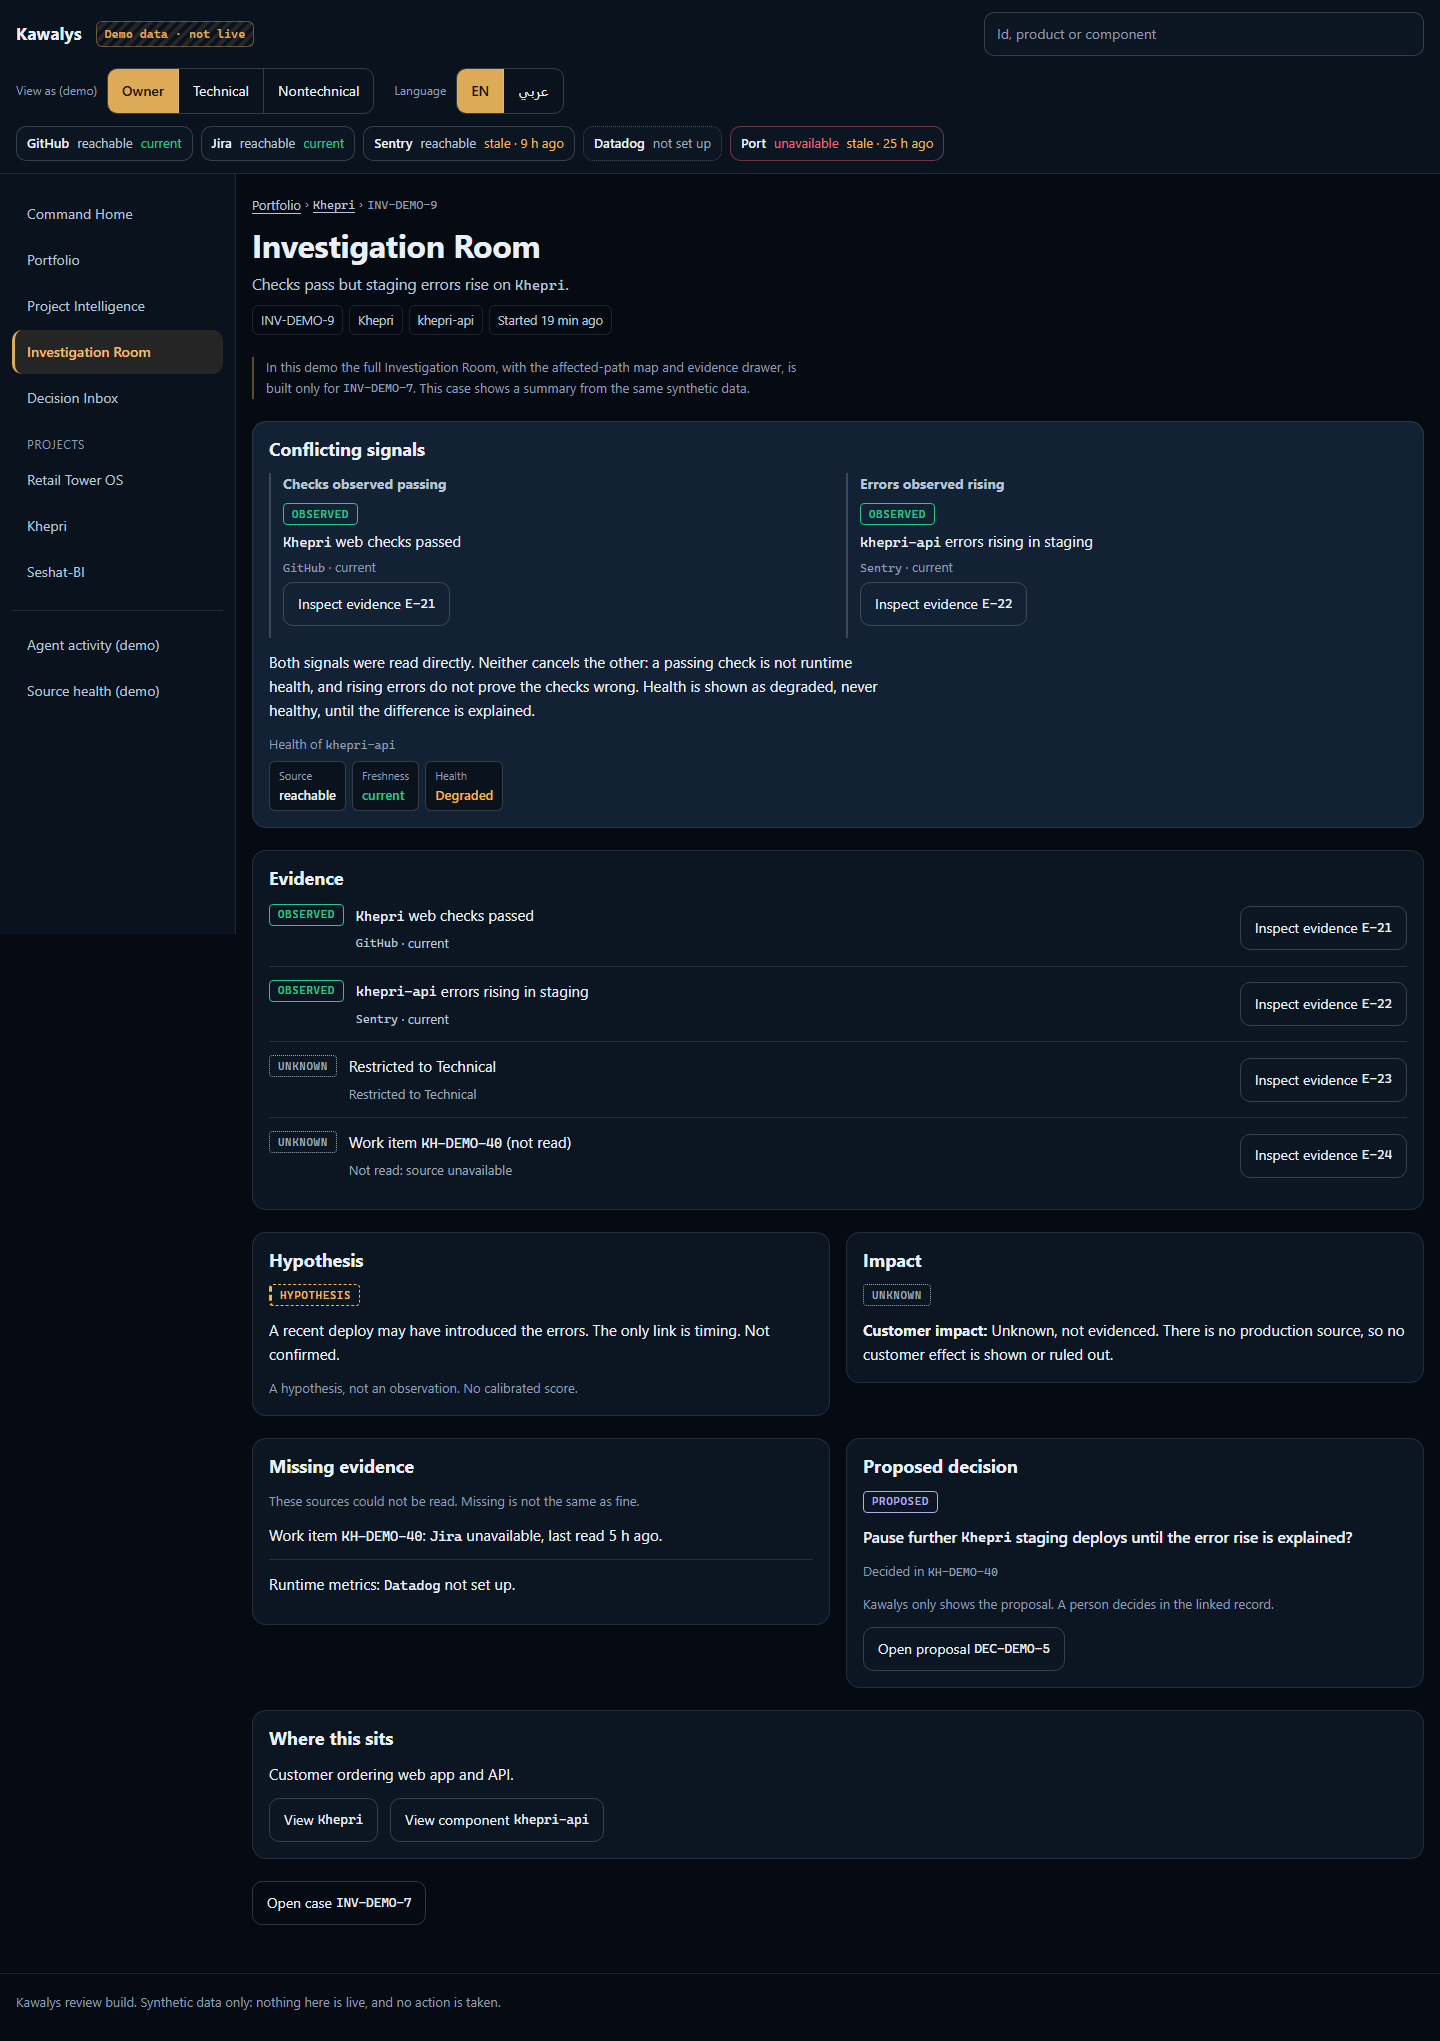 Kawalys Demo data · not live Id, product or component
View as (demo) Owner Technical Nontechnical Language EN عربي
GitHub reachable current Jira reachable current Sentry reachable stale · 9 h ago Datadog not set up Port unavailable stale · 25 h ago
Command Home
Portfolio
Project Intelligence
Investigation Room
Decision Inbox
PROJECTS
Retail Tower OS
Khepri
Seshat-BI
Agent activity (demo)
Source health (demo)
Portfolio › Khepri › INV-DEMO-9
Investigation Room
Checks pass but staging errors rise on Khepri.
INV-DEMO-9 Khepri khepri-api Started 19 min ago
In this demo the full Investigation Room, with the affected-path map and evidence drawer, is
built only for INV-DEMO-7. This case shows a summary from the same synthetic data.
Conflicting signals
Checks observed passing
OBSERVED
Khepri web checks passed
GitHub · current
Inspect evidence E-21
Errors observed rising
OBSERVED
khepri-api errors rising in staging
Sentry · current
Inspect evidence E-22
Both signals were read directly. Neither cancels the other: a passing check is not runtime
health, and rising errors do not prove the checks wrong. Health is shown as degraded, never
healthy, until the difference is explained.
Health of khepri-api
Source Freshness Health
reachable current Degraded
Evidence
OBSERVED Khepri web checks passed
GitHub · current
Inspect evidence E-21
OBSERVED khepri-api errors rising in staging
Sentry · current
Inspect evidence E-22
UNKNOWN Restricted to Technical
Restricted to Technical
Inspect evidence E-23
UNKNOWN Work item KH-DEMO-40 (not read)
Not read: source unavailable
Inspect evidence E-24
Hypothesis
HYPOTHESIS
A recent deploy may have introduced the errors. The only link is timing. Not
confirmed.
A hypothesis, not an observation. No calibrated score.
Impact
UNKNOWN
Customer impact: Unknown, not evidenced. There is no production source, so no
customer effect is shown or ruled out.
Missing evidence
These sources could not be read. Missing is not the same as fine.
Work item KH-DEMO-40: Jira unavailable, last read 5 h ago.
Runtime metrics: Datadog not set up.
Proposed decision
PROPOSED
Pause further Khepri staging deploys until the error rise is explained?
Decided in KH-DEMO-40
Kawalys only shows the proposal. A person decides in the linked record.
Open proposal DEC-DEMO-5
Where this sits
Customer ordering web app and API.
View Khepri View component khepri-api
Open case INV-DEMO-7
Kawalys review build. Synthetic data only: nothing here is live, and no action is taken.